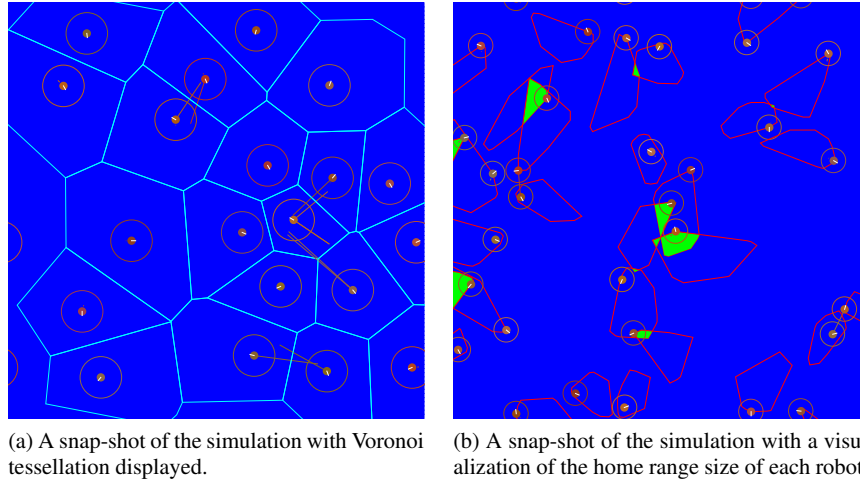 (a) A snap-shot of the simulation with Voronoi
tessellation displayed.
(b) A snap-shot of the simulation with a visu
alization of the home range size of each robot